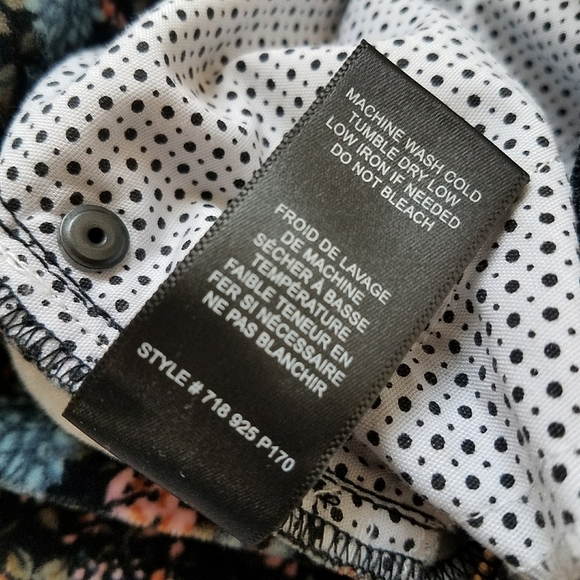 MACHINE WASH COLD
TUMBLE DRY LOW
LOW IRON IF NEEDED
DO NOT BLEACH
FROID DE LAVAGE
DE MACHINE
SÉCHER À BASSE
TEMPÉRATURE
FAIBLE TENEUR EN
FER SI NÉCESSAIRE
NE PAS BLANCHIR
STYLE # 718 925 P170